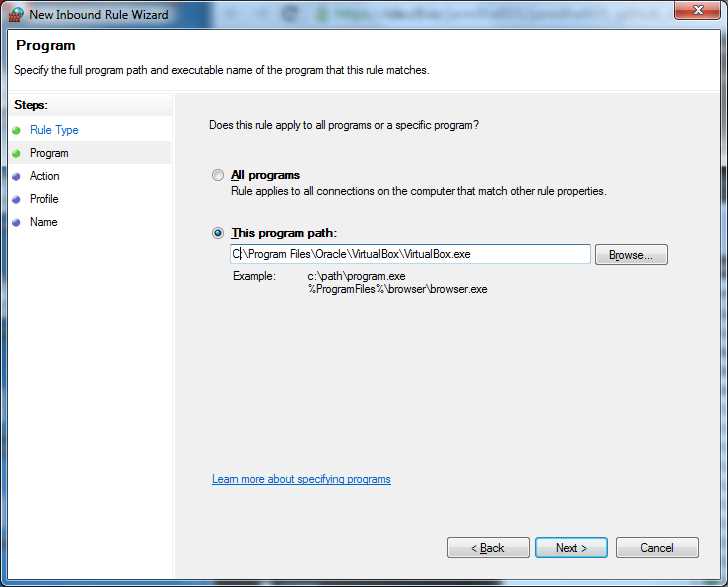 New Inbound Rule Wizard
Program
Specify the full program path and executable name of the program that this rule matches.
Steps:
Rule Type
Program
Action
Profile
Name
Does this rule apply to all programs or a specific program?
All programs
Rule applies to all connections on the computer that match other rule properties.
This program path:
C:\Program Files\Oracle\VirtualBox\VirtualBox.exe
Browse...
Example: c:\path\program.exe
%ProgramFiles%\browser\browser.exe
Learn more about specifying programs
< Back Next > Cancel